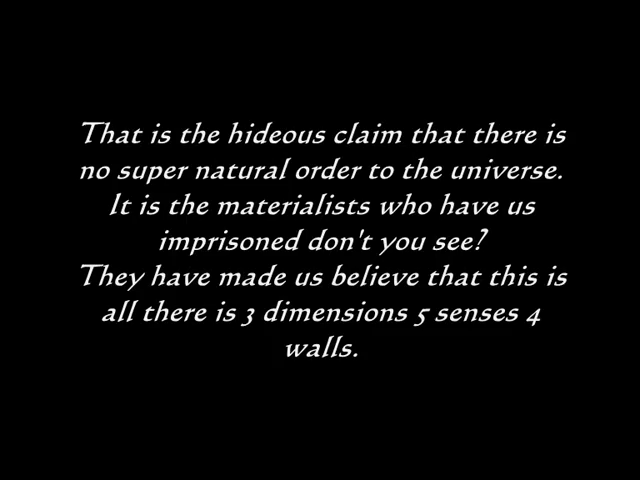 That is the hideous claim that there is
no super natural order to the universe.
It is the materialists who have us
imprisoned don't you see?
They have made us believe that this is
all there is 3 dimensions 5 senses 4
walls.